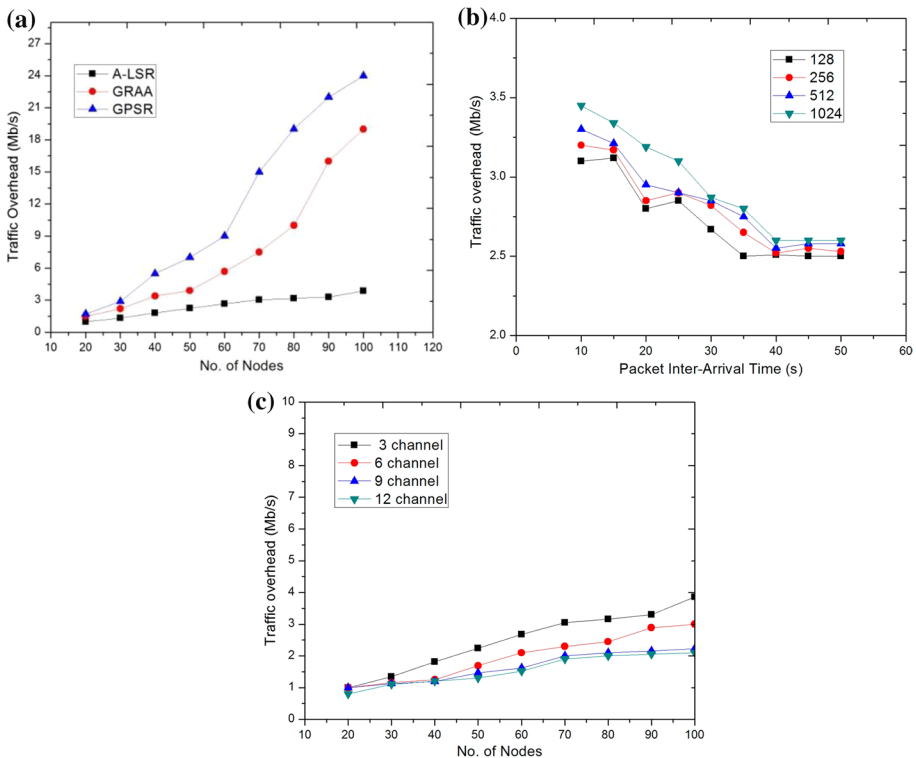 (a)
27
24
21
18
15
12
9
6
3
0
Traffic Overhead (Mb/s)
A-LSR
GRAA
GPSR
10 20 30 40 50 60 70 80 90 100 110 120
No. of Nodes
(b)
4.0
3.5
3.0
2.5
2.0
Traffic overhead (Mb/s)
128
256
512
1024
0 10 20 30 40 50 60
Packet Inter-Arrival Time (s)
(c)
10
9
8
7
6
5
4
3
2
1
0
Traffic overhead (Mb/s)
3 channel
6 channel
9 channel
12 channel
10 20 30 40 50 60 70 80 90 100
No. of Nodes